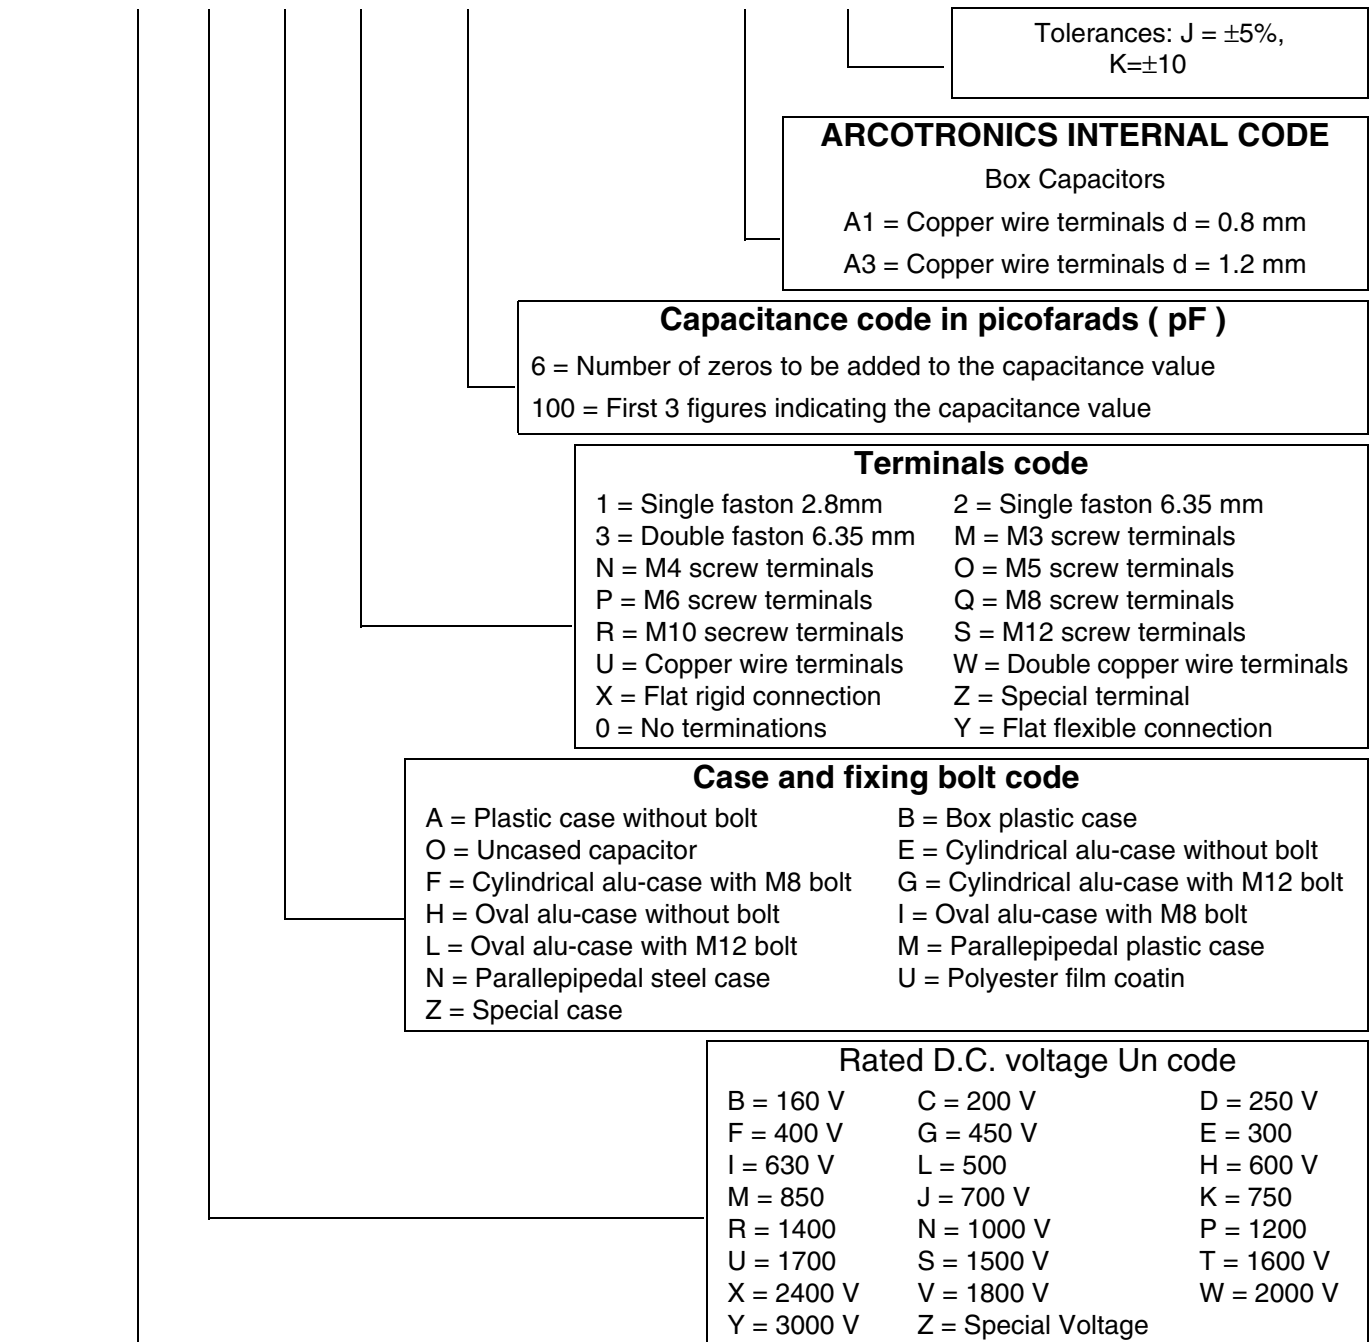 Tolerances: J = ±5%,
K=±10
ARCOTRONICS INTERNAL CODE
Box Capacitors
A1 = Copper wire terminals d = 0.8 mm
A3 = Copper wire terminals d = 1.2 mm
Capacitance code in picofarads ( pF )
6 = Number of zeros to be added to the capacitance value
100 = First 3 figures indicating the capacitance value
Terminals code
1 = Single faston 2.8mm 2 = Single faston 6.35 mm
3 = Double faston 6.35 mm M = M3 screw terminals
N = M4 screw terminals O = M5 screw terminals
P = M6 screw terminals Q = M8 screw terminals
R = M10 secrew terminals S = M12 screw terminals
U = Copper wire terminals W = Double copper wire terminals
X = Flat rigid connection Z = Special terminal
0 = No terminations Y = Flat flexible connection
Case and fixing bolt code
A = Plastic case without bolt B = Box plastic case
O = Uncased capacitor E = Cylindrical alu-case without bolt
F = Cylindrical alu-case with M8 bolt G = Cylindrical alu-case with M12 bolt
H = Oval alu-case without bolt I = Oval alu-case with M8 bolt
L = Oval alu-case with M12 bolt M = Parallepipedal plastic case
N = Parallepipedal steel case U = Polyester film coatin
Z = Special case
Rated D.C. voltage Un code
B = 160 V C = 200 V D = 250 V
F = 400 V G = 450 V E = 300
I = 630 V L = 500 H = 600 V
M = 850 J = 700 V K = 750
R = 1400 N = 1000 V P = 1200
U = 1700 S = 1500 V T = 1600 V
X = 2400 V V = 1800 V W = 2000 V
Y = 3000 V Z = Special Voltage